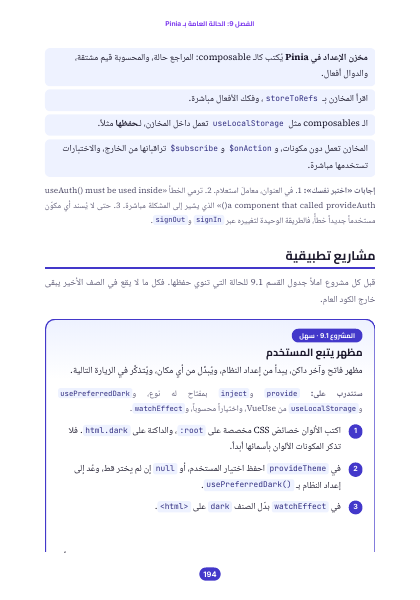 الفصل 9: الحالة العامة بـ Pinia
مخزن الإعداد في Pinia يُكتب كالـ composable: المراجع حالة، والمحسوبة قيم مشتقة،
والدوال أفعال.
اقرأ المخازن بـ storeToRefs ، وفكك الأفعال مباشرة.
الـ composables مثل useLocalStorage تعمل داخل المخازن، لحفظها مثلاً.
المخازن تعمل دون مكونات، و $onAction و $subscribe تراقبانها من الخارج، والاختبارات
تستخدمها مباشرة.
إجابات «اختبر نفسك»: 1. في العنوان، معاملَ استعلام. 2. ترمي الخطأ «useAuth() must be used inside
a component that called provideAuth()» الذي يشير إلى المشكلة مباشرة. 3. حتى لا يُسند أي مكوّن
مستخدماً جديداً خطأً، فالطريقة الوحيدة لتغييره عبر signIn و signOut .
مشاريع تطبيقية
قبل كل مشروع املأ جدول القسم 9.1 للحالة التي تنوي حفظها. فكل ما لا يقع في الصف الأخير يبقى
خارج الكود العام.
المشروع 9.1 · سهل
مظهر يتبع المستخدم
مظهر فاتح وآخر داكن، يبدأ من إعداد النظام، ويُبدَّل من أي مكان، ويُتذكَّر في الزيارة التالية.
ستتدرب على: provide و inject بمفتاح له نوع، و usePreferredDark
و useLocalStorage من VueUse، واختياراً محسوباً، و watchEffect .
1 اكتب الألوان خصائص CSS مخصصة على :root ، والداكنة على html.dark . فلا
تذكر المكونات الألوان بأسمائها أبداً.
2 في provideTheme احفظ اختيار المستخدم، أو null إن لم يختر قط، وعُد إلى
إعداد النظام بـ usePreferredDark() .
3 في watchEffect بدّل الصنف dark على <html> .
194